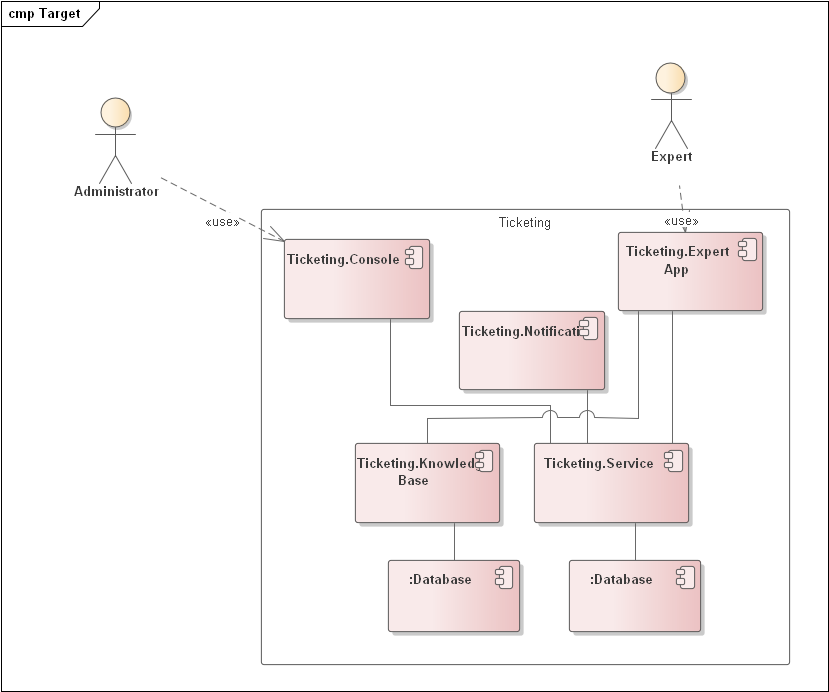 cmp Target
Expert
Administrator
«use»
Ticketing
«use»
Ticketing.Console
Ticketing.Expert
App
Ticketing.Notificati
Ticketing.Knowled
Base
Ticketing.Service
:Database
:Database